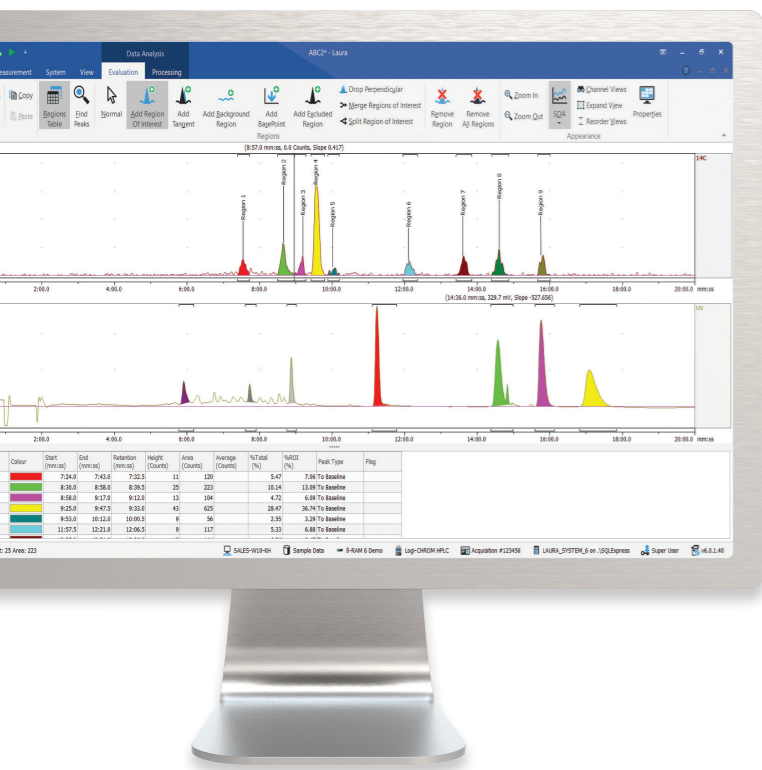 Data Analysis
ABC2* - Laura
System View Evaluation Processing
Copy
Paste
Regions Table
Find Peaks
Normal
Add Region Of Interest
Add Tangent
Add Background Region
Add BasePoint
Add Excluded Region
Drop Perpendicular
Merge Regions of Interest
Split Region of Interest
Remove Region
Remove All Regions
Zoom In
Zoom Out
SDA
Channel Views
Expand View
Reorder Views
Properties
Regions
Appearance
(8:57.0 mm:ss, 0.0 Counts, Slope 0.417)
14C
Region 1
Region 2
Region 3
Region 4
Region 5
Region 6
Region 7
Region 8
Region 9
2:00.0 4:00.0 6:00.0 8:00.0 10:00.0 12:00.0 14:00.0 16:00.0 18:00.0 20:00.0 mm:ss
(14:36.0 mm:ss, 329.7 mV, Slope -527.656)
UV
2:00.0 4:00.0 6:00.0 8:00.0 10:00.0 12:00.0 14:00.0 16:00.0 18:00.0 20:00.0 mm:ss
Colour Start (mm:ss) End (mm:ss) Retention (mm:ss) Height (Counts) Area (Counts) Average (Counts) %Total (%) %ROI (%) Peak Type Flag
7:24.0 7:43.0 7:32.5 11 120 5.47 7.06 To Baseline
8:30.0 8:58.0 8:39.5 25 223 10.14 13.09 To Baseline
8:58.0 9:17.0 9:12.0 13 104 4.72 6.09 To Baseline
9:25.0 9:47.5 9:33.0 43 625 28.47 36.74 To Baseline
9:53.0 10:12.0 10:00.5 9 56 2.55 3.29 To Baseline
11:57.5 12:21.0 12:06.5 9 117 5.33 6.88 To Baseline
25 Area: 223
SALES-W10-KH Sample Data β-RAM 6 Demo Logi-CHROM HPLC Acquisition #123456 LAURA_SYSTEM_6 on .\SQLExpress Super User v6.0.1.40